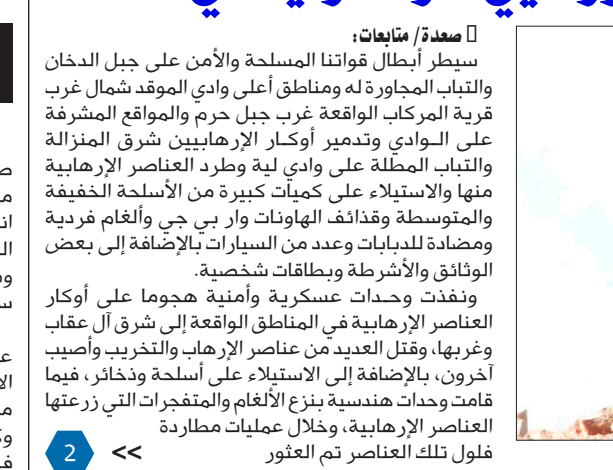 صعدة/ متابعات:
سيطر أبطال قواتنا المسلحة والأمن على جبل الدخان
والتباب المجاورة له ومناطق أعلى وادي الموقد شمال غرب
قرية المركاب الواقعة غرب جبل حرم والمواقع المشرفة
على الـوادي وتدمير أوكـار الإرهابيين شرق المنزالة
والتباب المطلة على وادي لية وطرد العناصر الإرهابية
منها والاستيلاء على كميات كبيرة من الأسلحة الخفيفة
والمتوسطة وقذائف الهاونات وار بي جي وألغام فردية
ومضادة للدبابات وعدد من السيارات بالإضافة إلى بعض
الوثائق والأشرطة وبطاقات شخصية.
ونفذت وحـدات عسكرية وأمنية هجوما على أوكار
العناصر الإرهابية في المناطق الواقعة إلى شرق آل عقاب
وغربها، وقتل العديد من عناصر الإرهاب والتخريب وأصيب
آخرون، بالإضافة إلى الاستيلاء على أسلحة وذخائر، فيما
قامت وحدات هندسية بنزع الألغام والمتفجرات التي زرعتها
العناصر الإرهابية، وخلال عمليات مطاردة
فلول تلك العناصر تم العثور >> 2